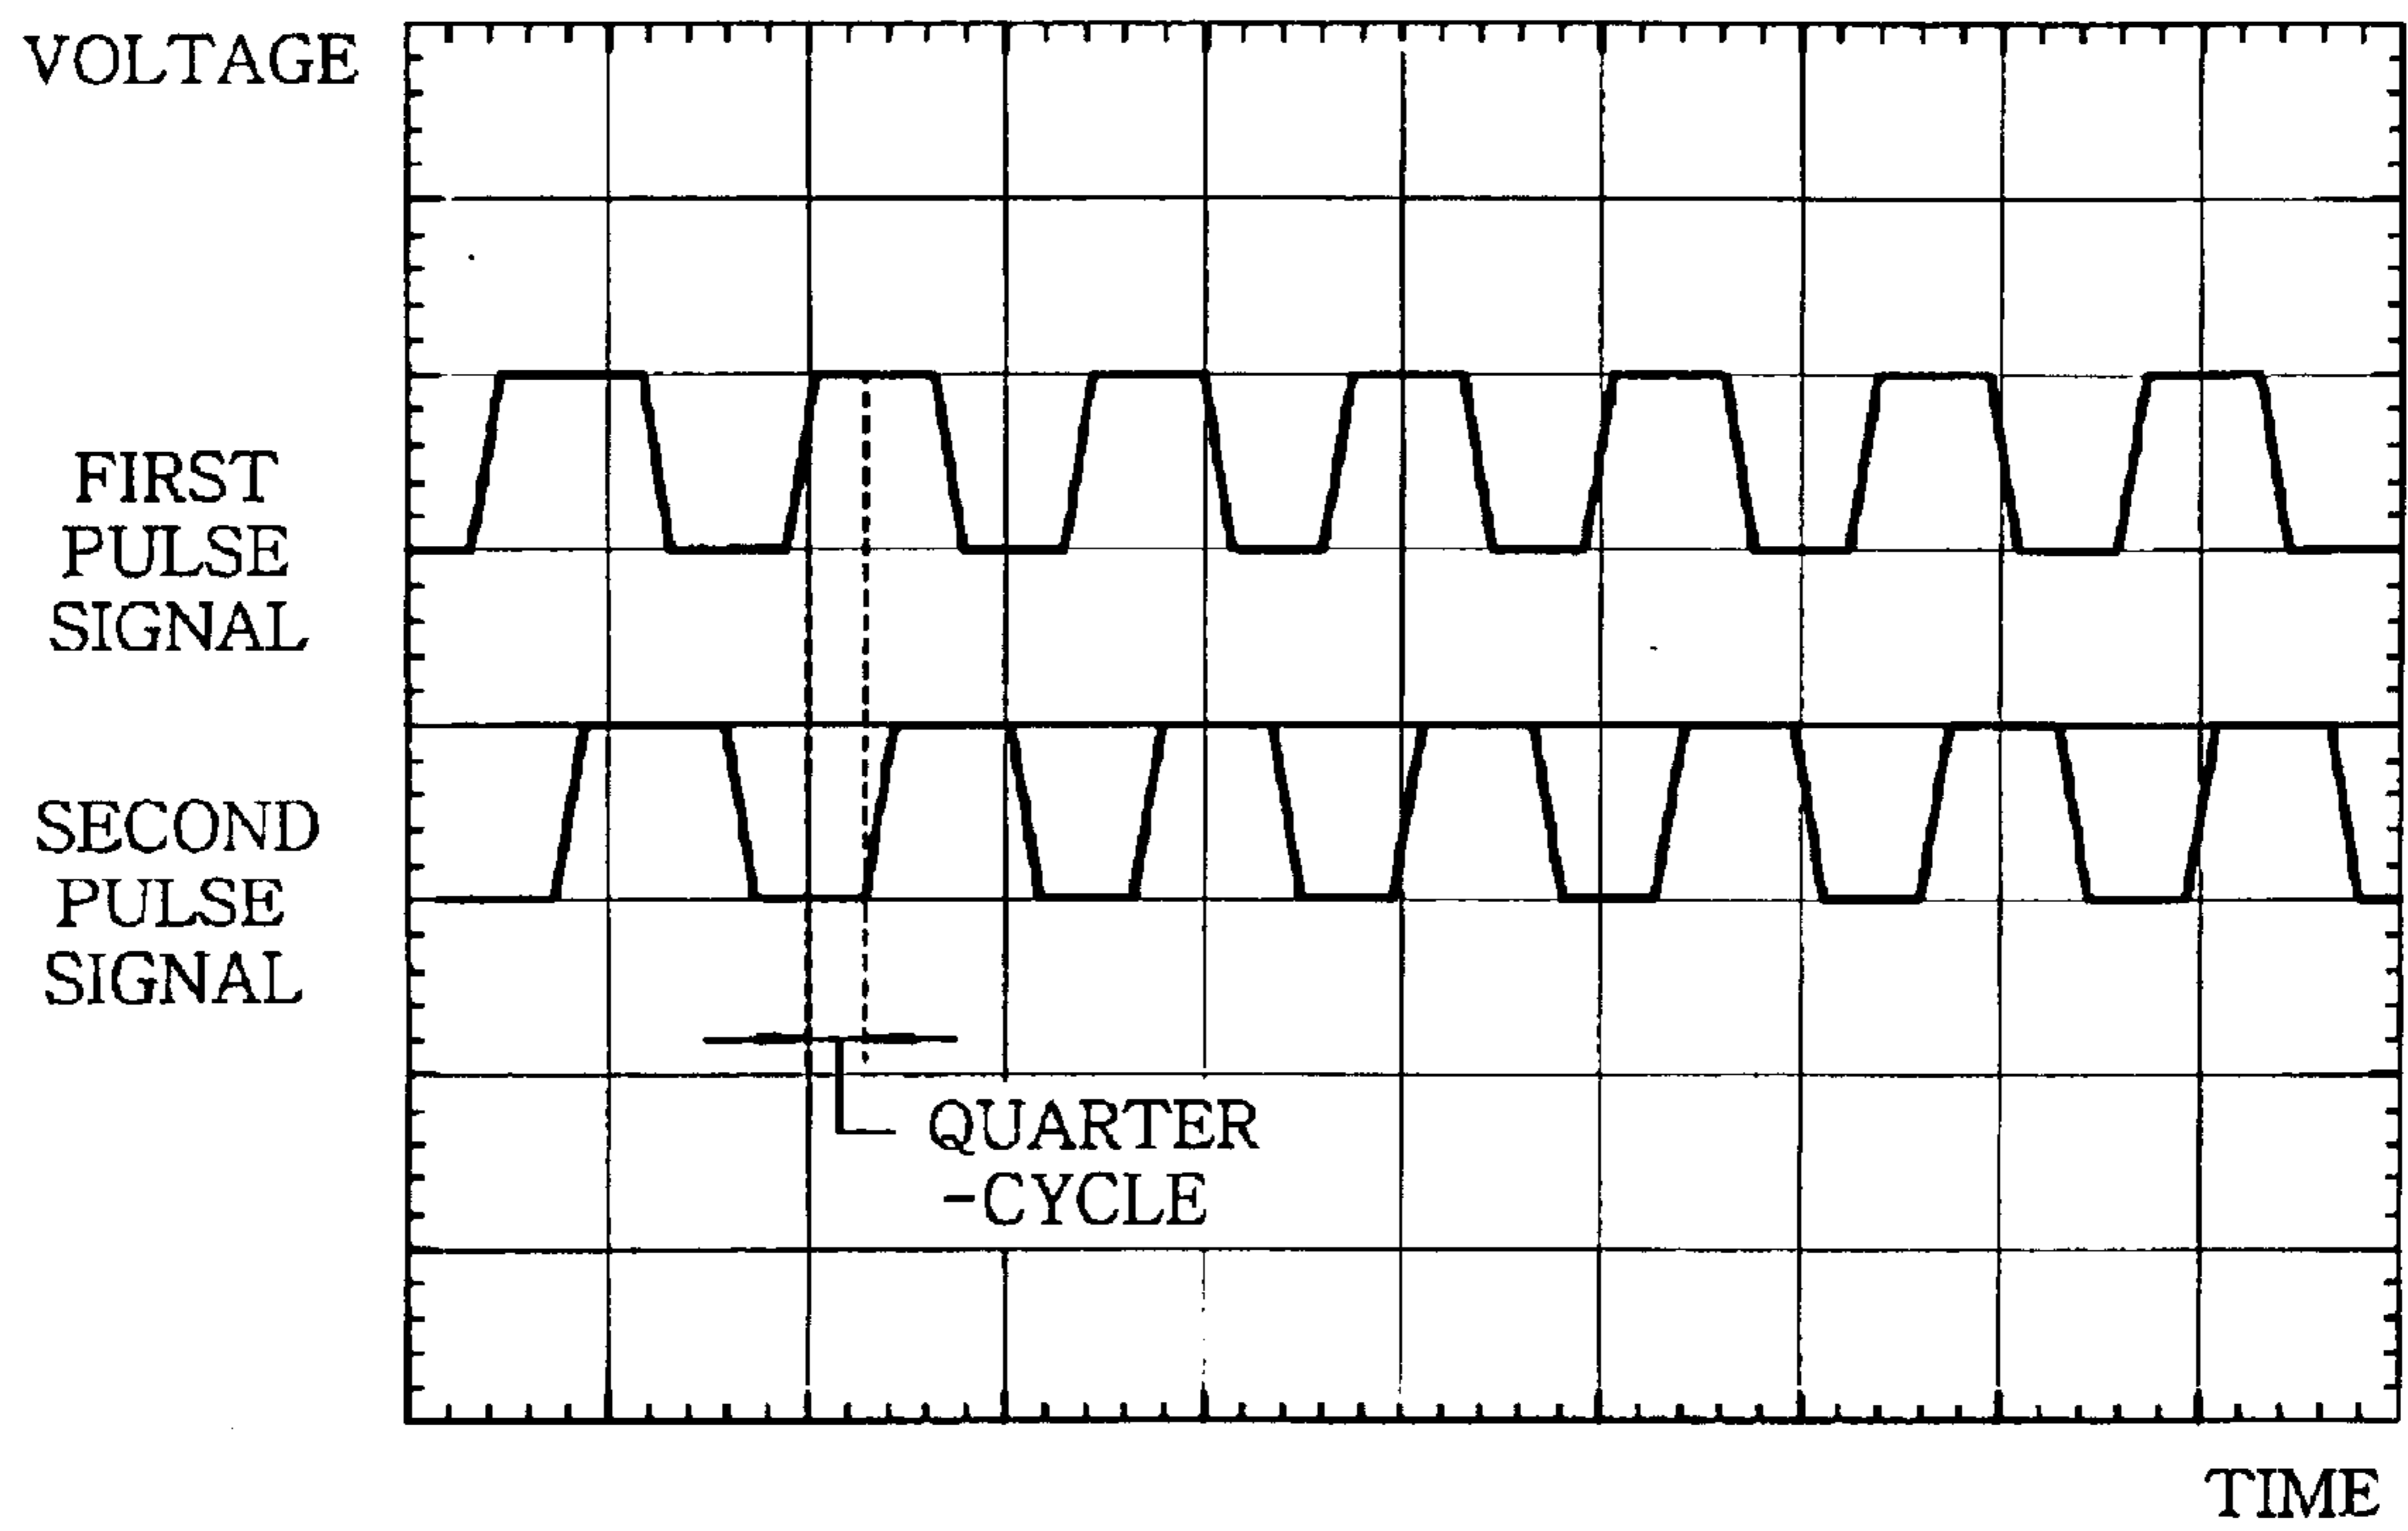 VOLTAGE
FIRST
PULSE
SIGNAL
SECOND
PULSE
SIGNAL
QUARTER
-CYCLE
TIME